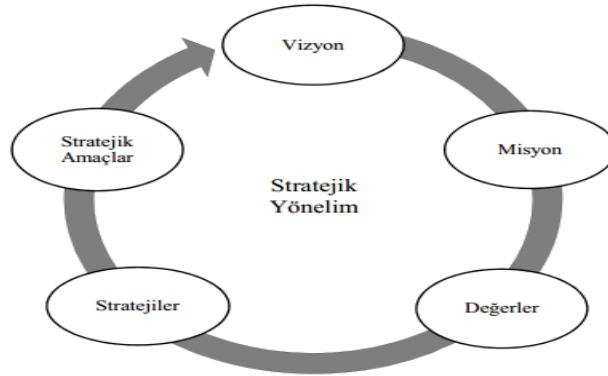 Vizyon
Misyon
Değerler
Stratejiler
Stratejik
Amaçlar
Stratejik
Yönelim